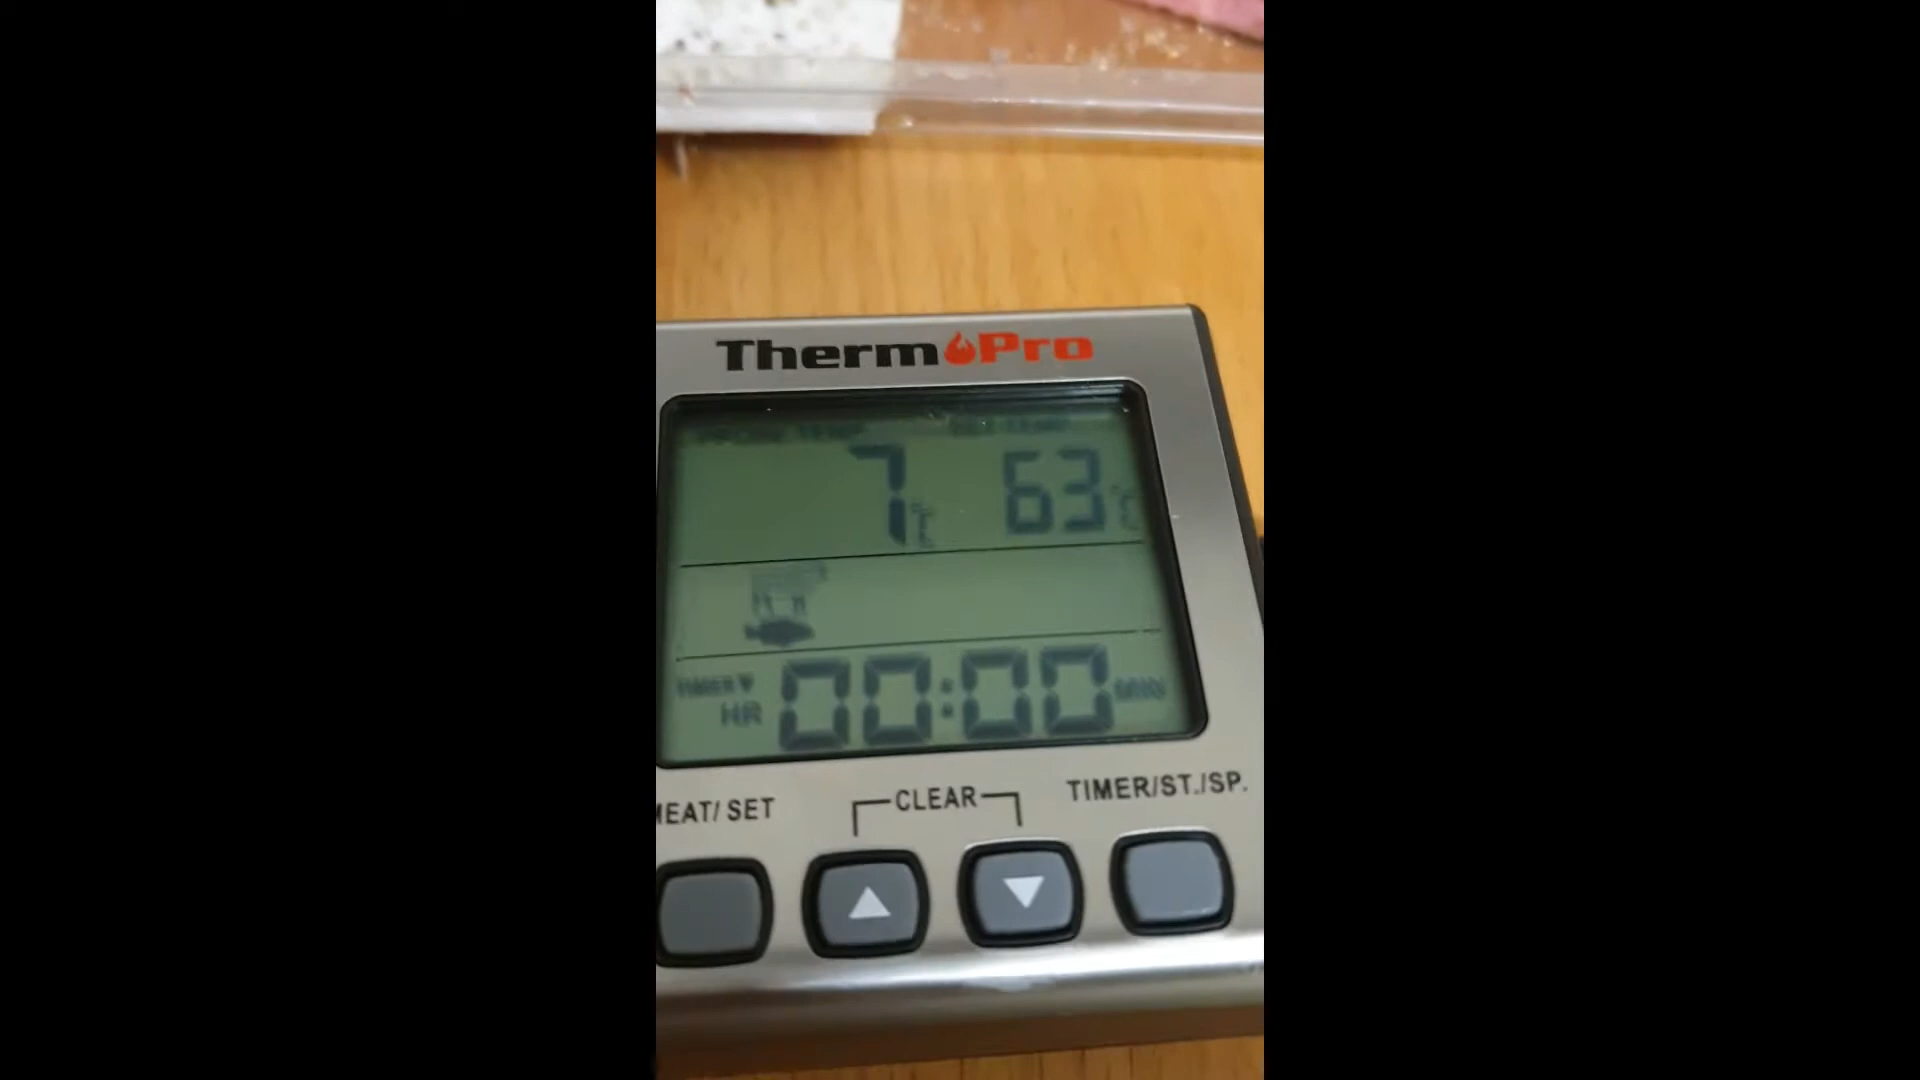 ThermoPro
7°C 63°C
TIMER▼
HR 00:00 MIN
MEAT/ SET
CLEAR
TIMER/ST./SP.